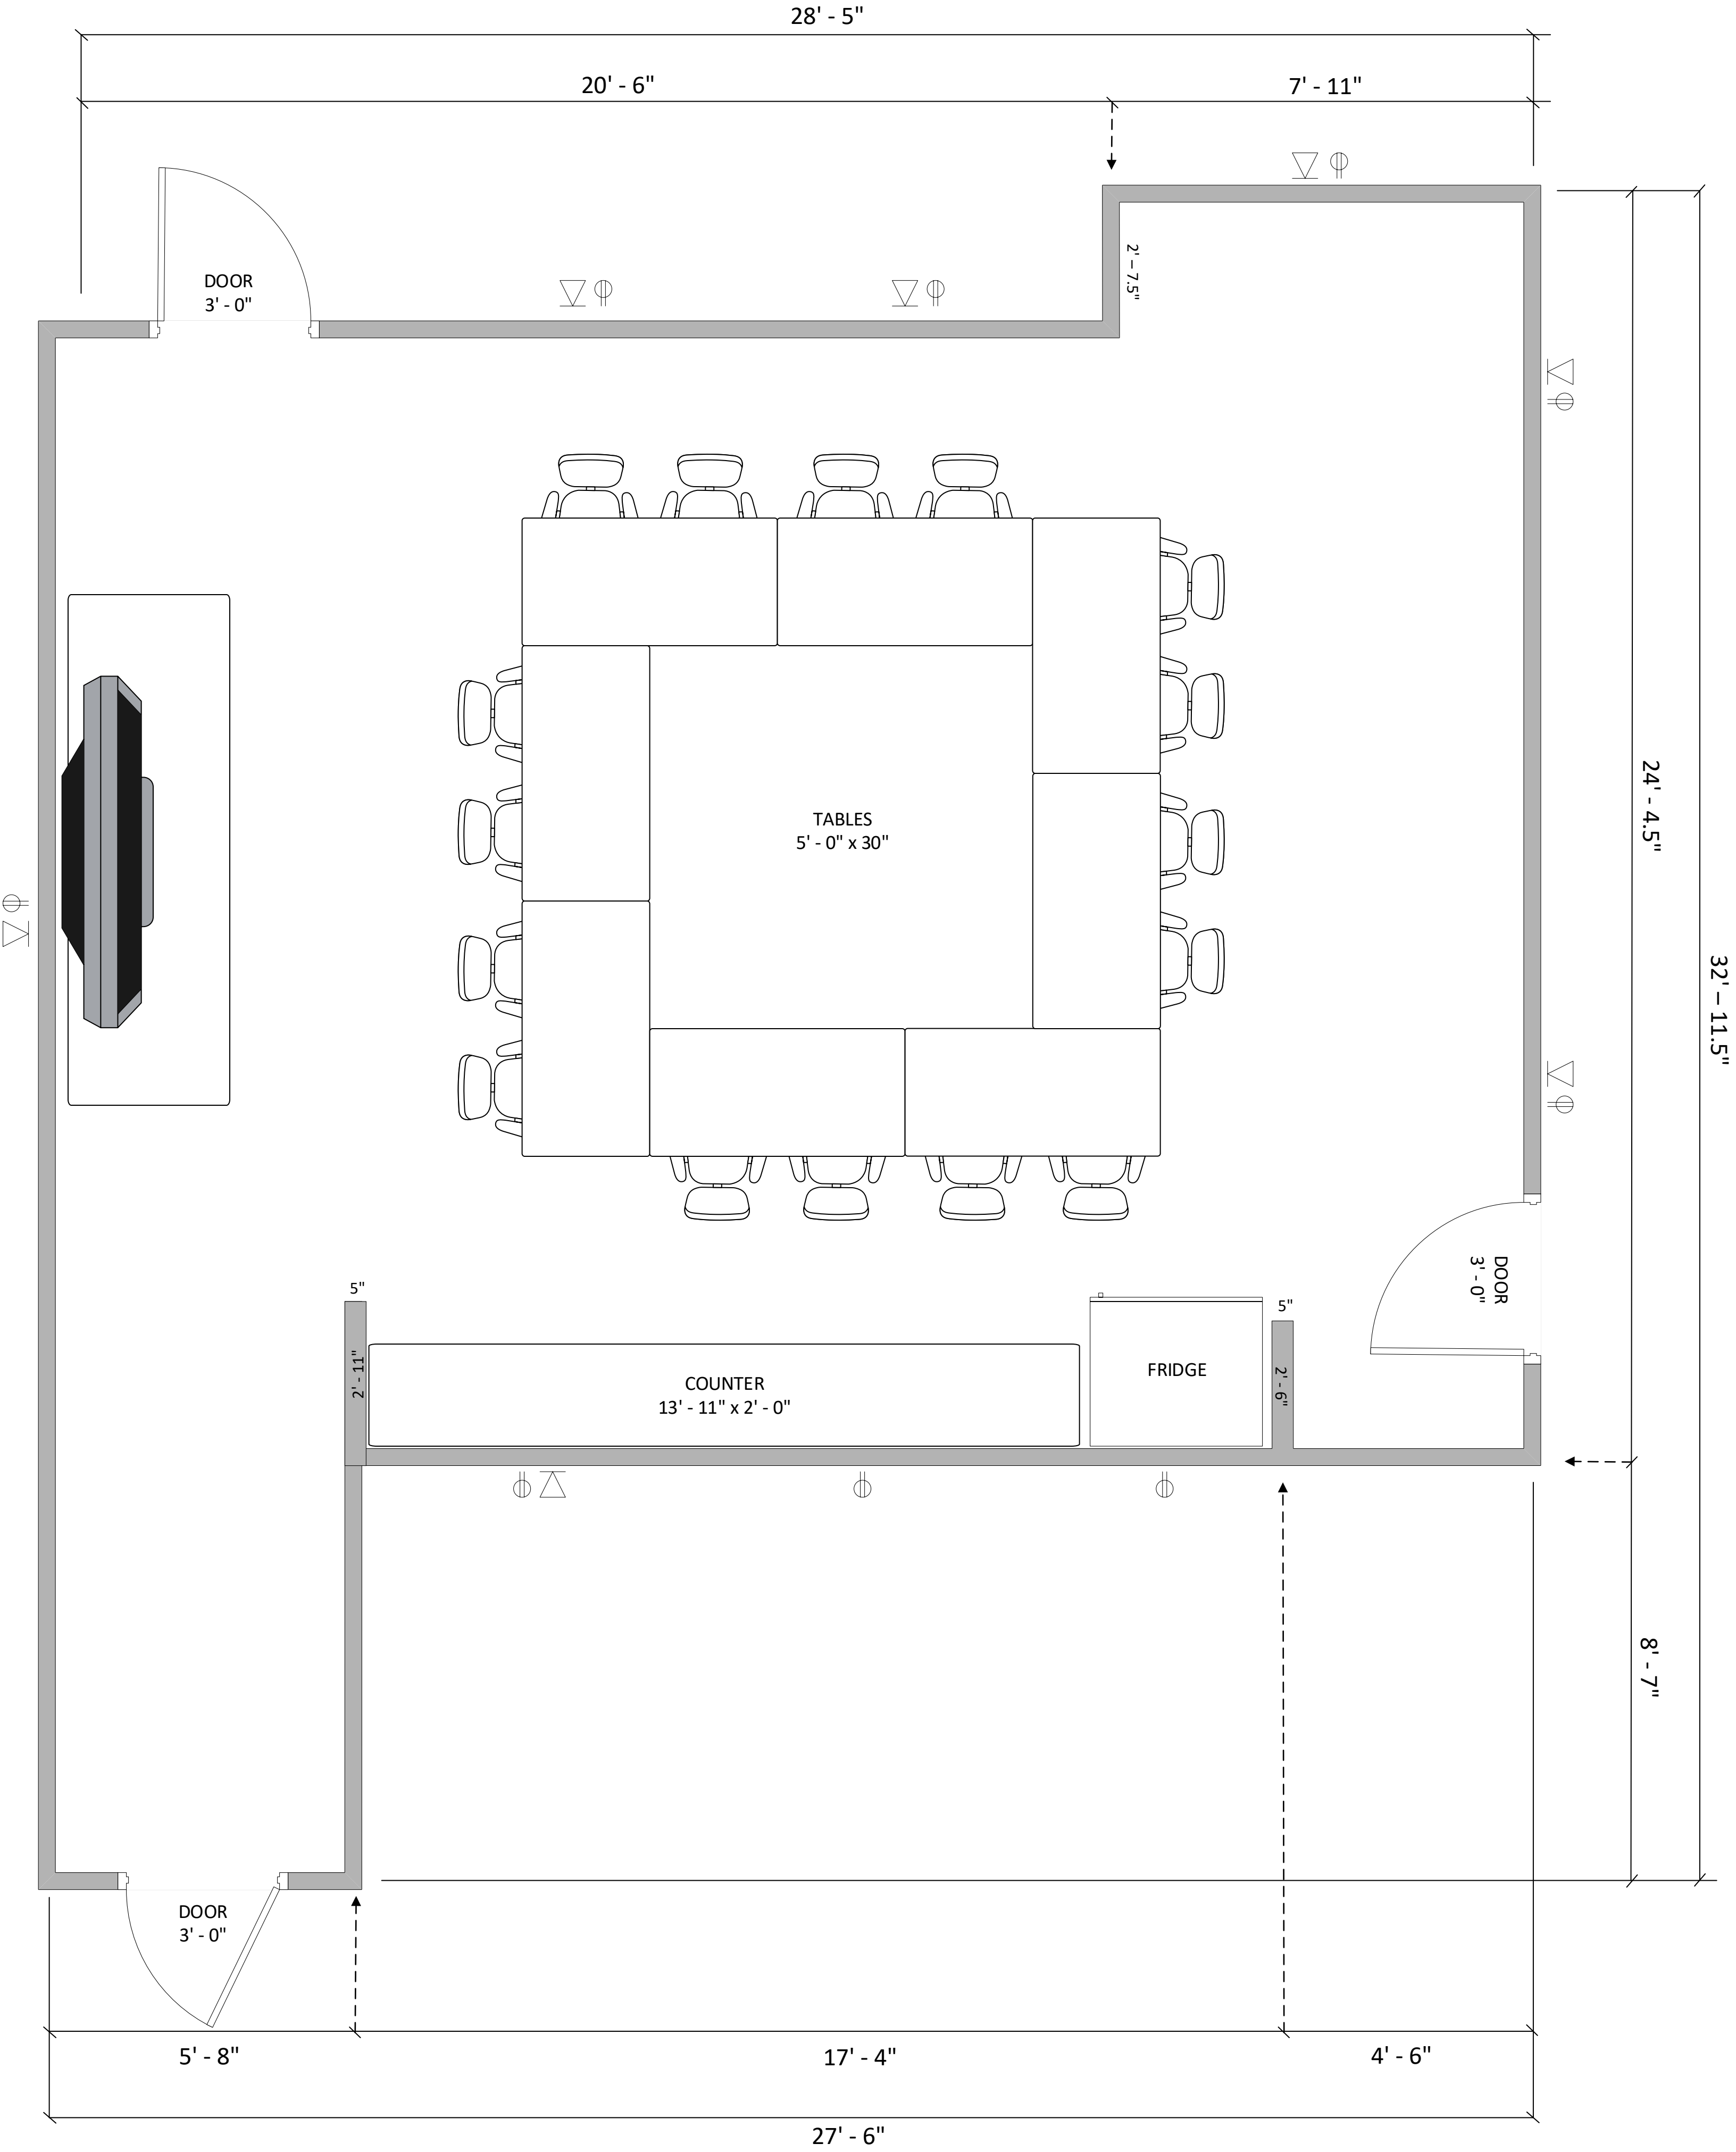 28' - 5"
20' - 6"
7' - 11"
DOOR
3' - 0"
2' – 7.5"
TABLES
5' - 0" x 30"
24' - 4.5"
32' – 11.5"
DOOR
3' - 0"
5"
5"
2' - 11"
COUNTER
13' - 11" x 2' - 0"
FRIDGE
2' - 6"
8' - 7"
DOOR
3' - 0"
5' - 8"
17' - 4"
4' - 6"
27' - 6"